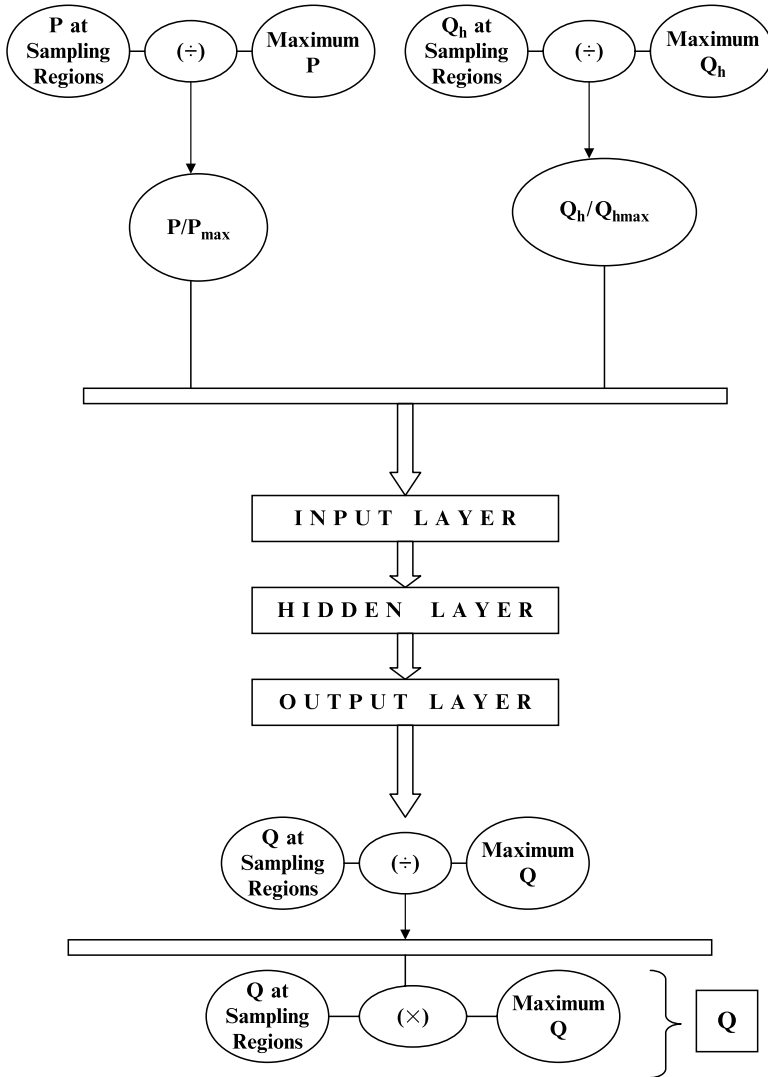 P at
Sampling
Regions
(÷)
Maximum
P
Qh at
Sampling
Regions
(÷)
Maximum
Qh
P/Pmax
Qh/Qhmax
INPUT LAYER
HIDDEN LAYER
OUTPUT LAYER
Q at
Sampling
Regions
(÷)
Maximum
Q
Q at
Sampling
Regions
(×)
Maximum
Q
Q